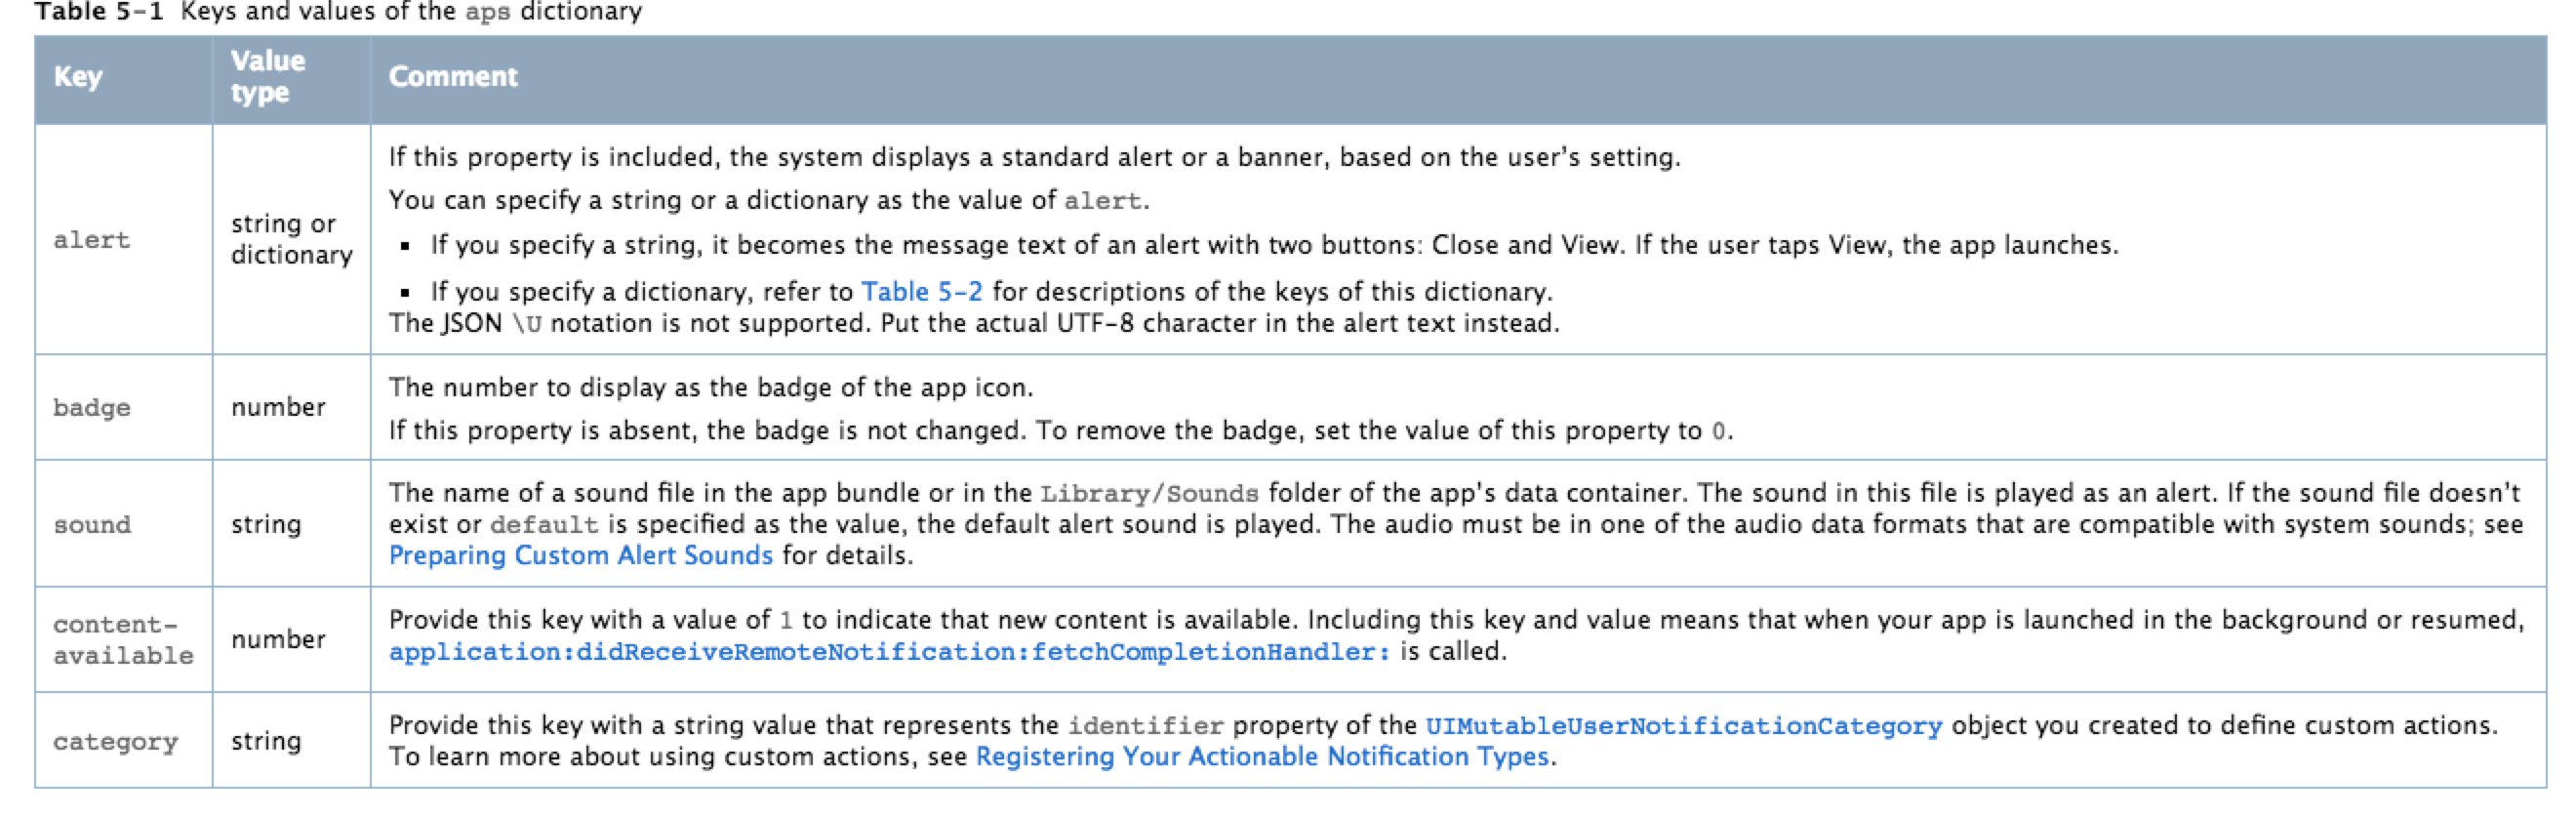 Table 5-1 Keys and values of the aps dictionary
Key
Value
type
Comment
alert
string or
dictionary
If this property is included, the system displays a standard alert or a banner, based on the user's setting.
You can specify a string or a dictionary as the value of alert.
▪ If you specify a string, it becomes the message text of an alert with two buttons: Close and View. If the user taps View, the app launches.
▪ If you specify a dictionary, refer to Table 5-2 for descriptions of the keys of this dictionary.
The JSON \U notation is not supported. Put the actual UTF-8 character in the alert text instead.
badge
number
The number to display as the badge of the app icon.
If this property is absent, the badge is not changed. To remove the badge, set the value of this property to 0.
sound
string
The name of a sound file in the app bundle or in the Library/Sounds folder of the app's data container. The sound in this file is played as an alert. If the sound file doesn't
exist or default is specified as the value, the default alert sound is played. The audio must be in one of the audio data formats that are compatible with system sounds; see
Preparing Custom Alert Sounds for details.
content-
available
number
Provide this key with a value of 1 to indicate that new content is available. Including this key and value means that when your app is launched in the background or resumed,
application:didReceiveRemoteNotification:fetchCompletionHandler: is called.
category
string
Provide this key with a string value that represents the identifier property of the UIMutableUserNotificationCategory object you created to define custom actions.
To learn more about using custom actions, see Registering Your Actionable Notification Types.